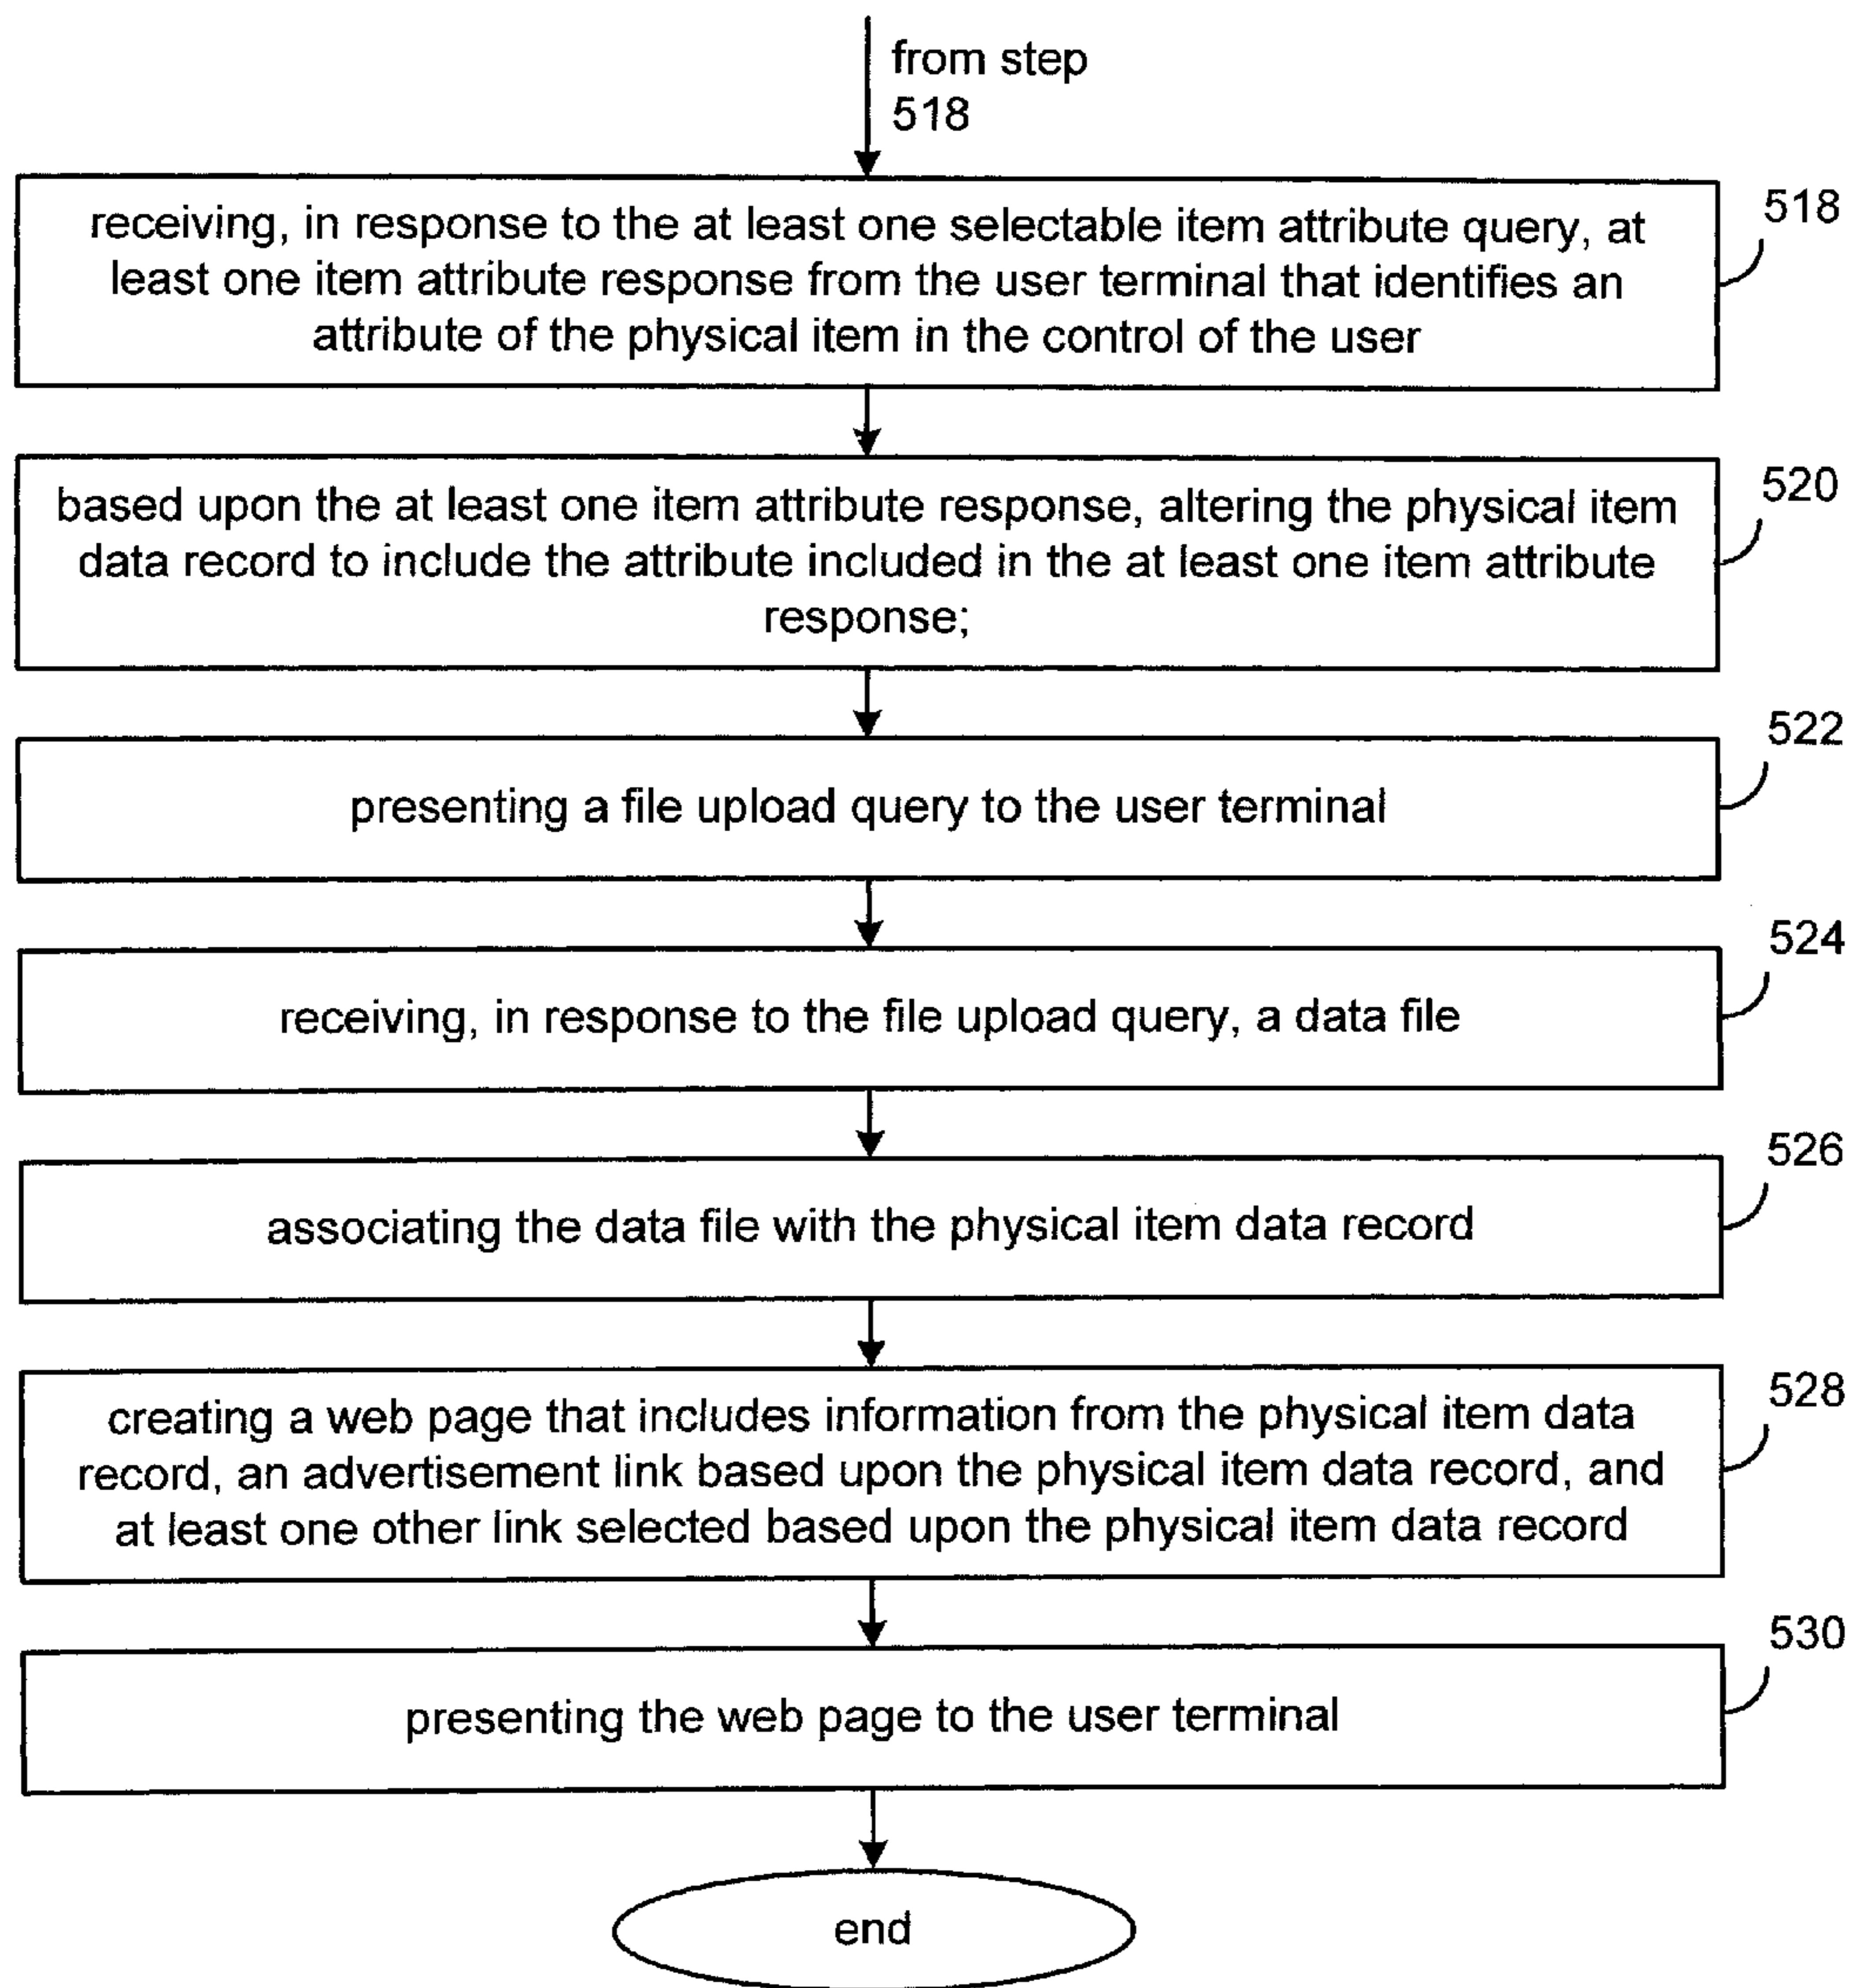 from step
518
receiving, in response to the at least one selectable item attribute query, at
least one item attribute response from the user terminal that identifies an
attribute of the physical item in the control of the user
518
based upon the at least one item attribute response, altering the physical item
data record to include the attribute included in the at least one item attribute
response;
520
presenting a file upload query to the user terminal
522
receiving, in response to the file upload query, a data file
524
associating the data file with the physical item data record
526
creating a web page that includes information from the physical item data
record, an advertisement link based upon the physical item data record, and
at least one other link selected based upon the physical item data record
528
presenting the web page to the user terminal
530
end